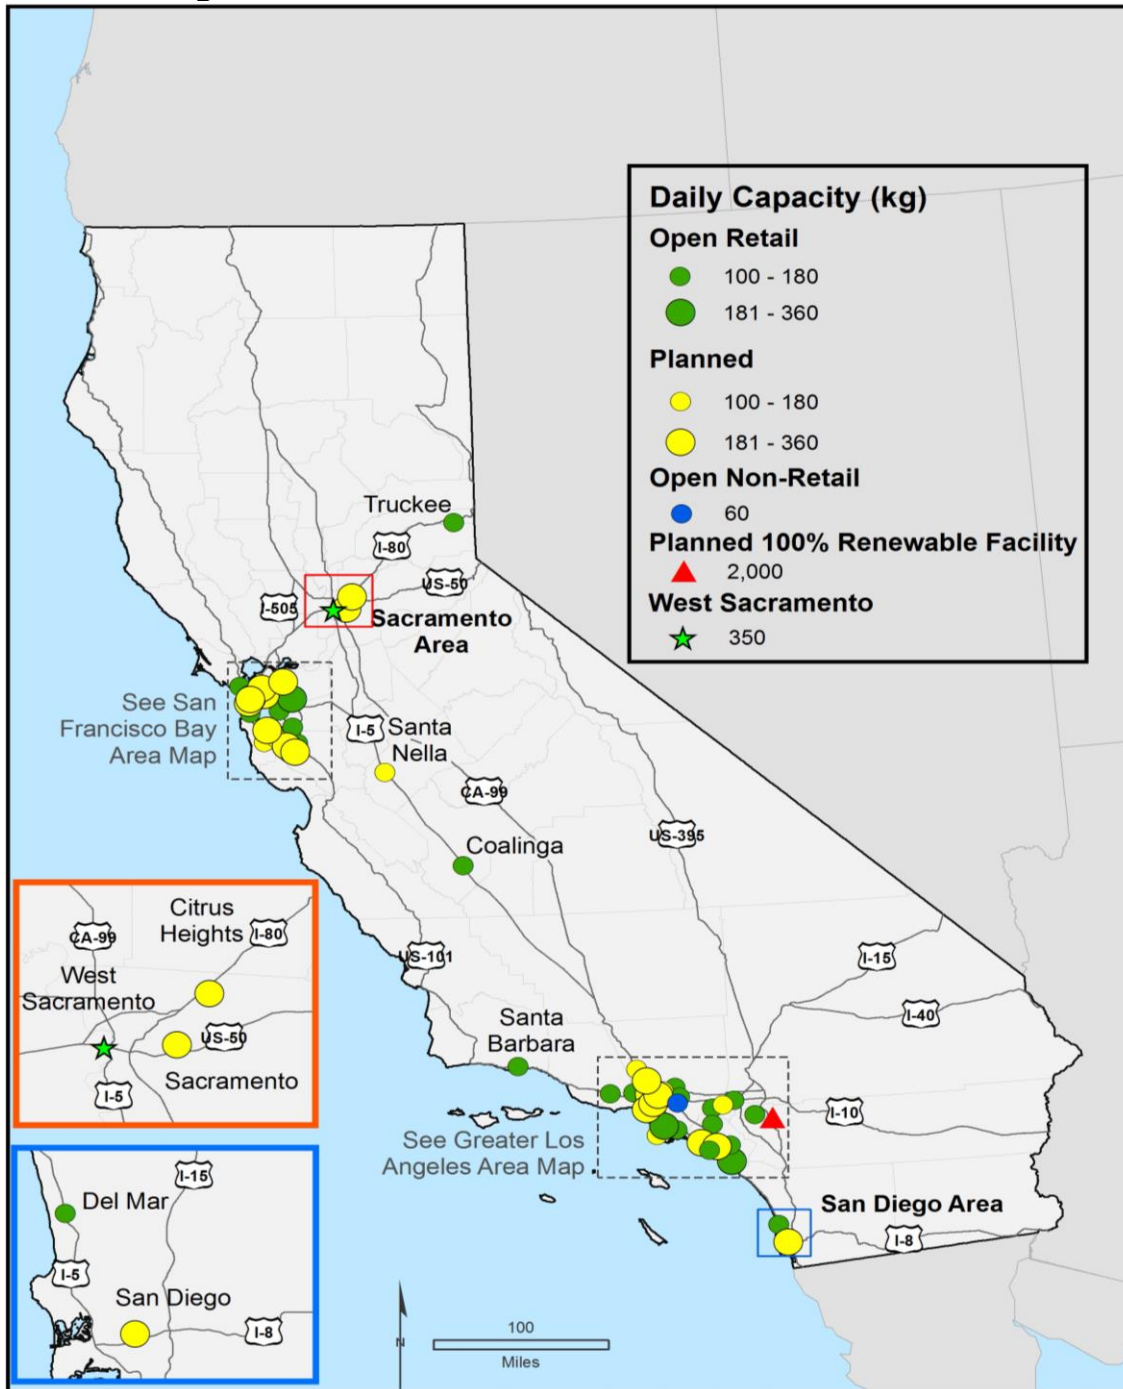 Daily Capacity (kg)
Open Retail
100 - 180
181 - 360
Planned
100 - 180
181 - 360
Open Non-Retail
60
Planned 100% Renewable Facility
2,000
West Sacramento
350
Truckee
I-80
US-50
I-505
Sacramento
Area
See San
Francisco Bay
Area Map
I-5
Santa
Nella
CA-99
US-395
Coalinga
US-101
I-15
I-40
Santa
Barbara
I-10
See Greater Los
Angeles Area Map
San Diego Area
I-8
Citrus
Heights
I-80
CA-99
West
Sacramento
US-50
Sacramento
I-5
I-15
Del Mar
I-5
San Diego
I-8
N
100
Miles